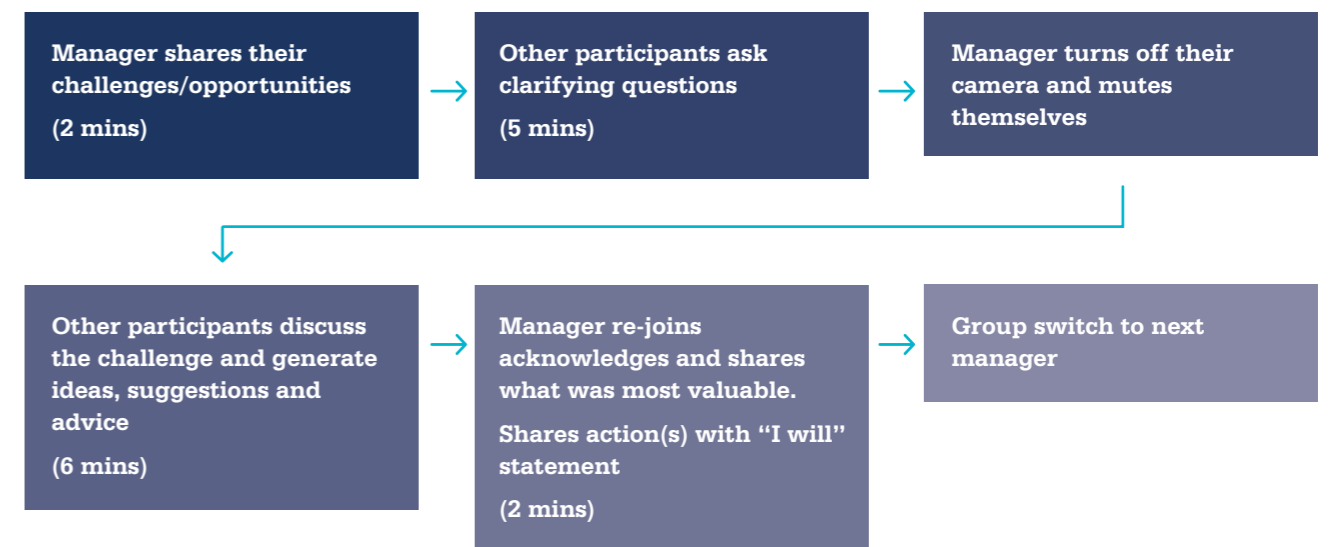 Manager shares their
challenges/opportunities
(2 mins)
Other participants ask
clarifying questions
(5 mins)
Manager turns off their
camera and mutes
themselves
Other participants discuss
the challenge and generate
ideas, suggestions and
advice
(6 mins)
Manager re-joins
acknowledges and shares
what was most valuable.
Shares action(s) with “I will”
statement
(2 mins)
Group switch to next
manager